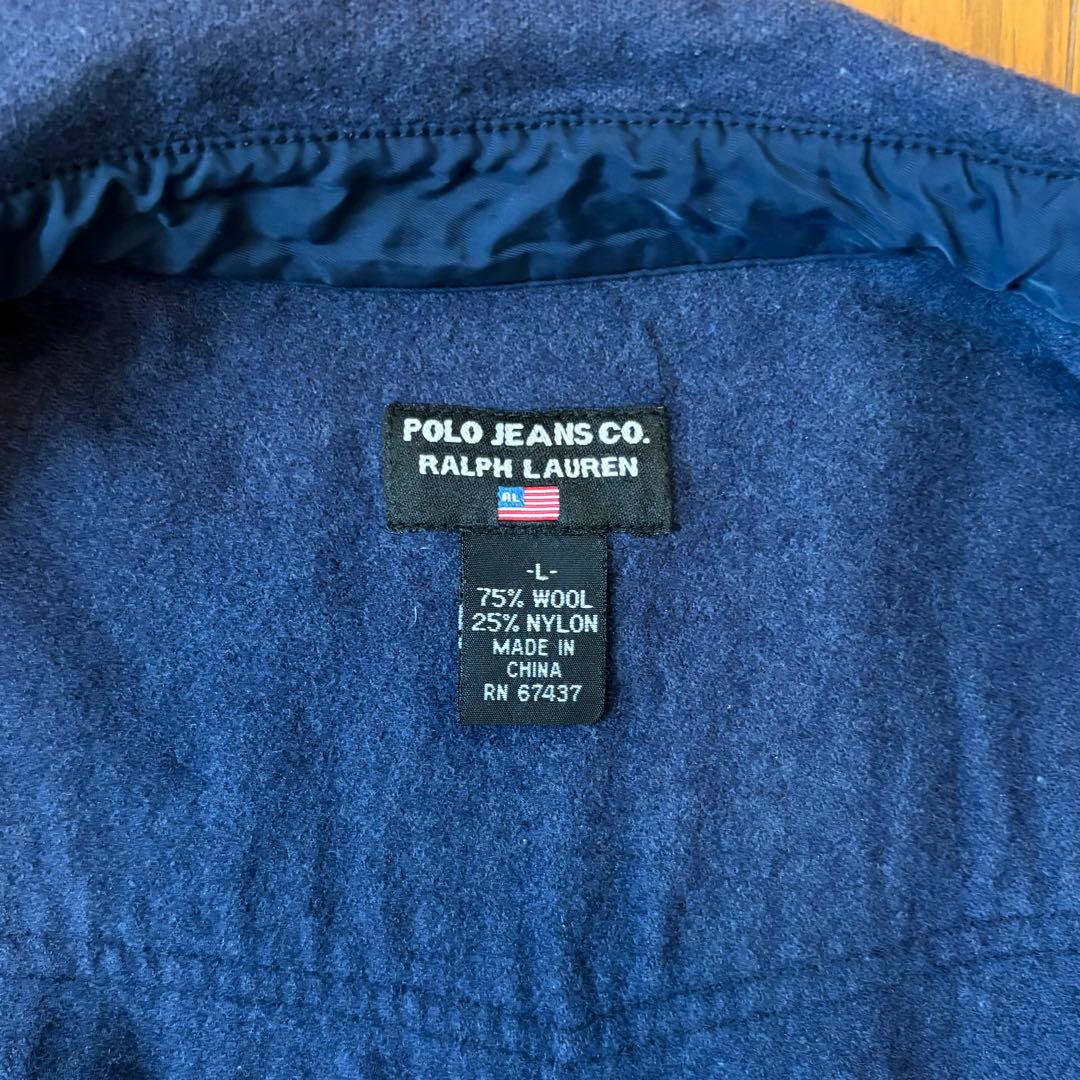 POLO JEANS CO.
RALPH LAUREN
RL
-L-
75% WOOL
25% NYLON
MADE IN
CHINA
RN 67437